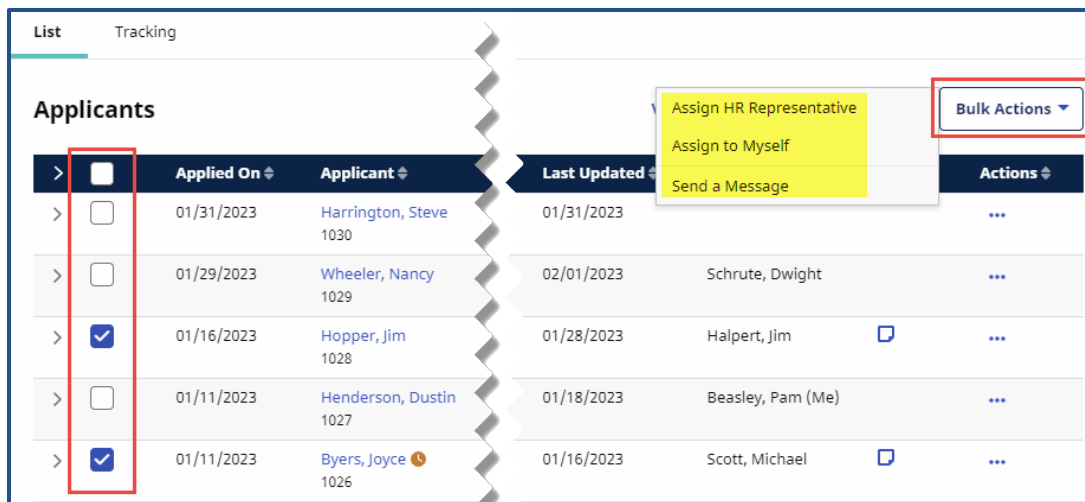 List Tracking
Applicants
Assign HR Representative
Assign to Myself
Send a Message
Bulk Actions
Applied On Applicant Last Updated Actions
01/31/2023 Harrington, Steve 01/31/2023
1030
01/29/2023 Wheeler, Nancy 02/01/2023 Schrute, Dwight
1029
01/16/2023 Hopper, Jim 01/28/2023 Halpert, Jim
1028
01/11/2023 Henderson, Dustin 01/18/2023 Beasley, Pam (Me)
1027
01/11/2023 Byers, Joyce 01/16/2023 Scott, Michael
1026